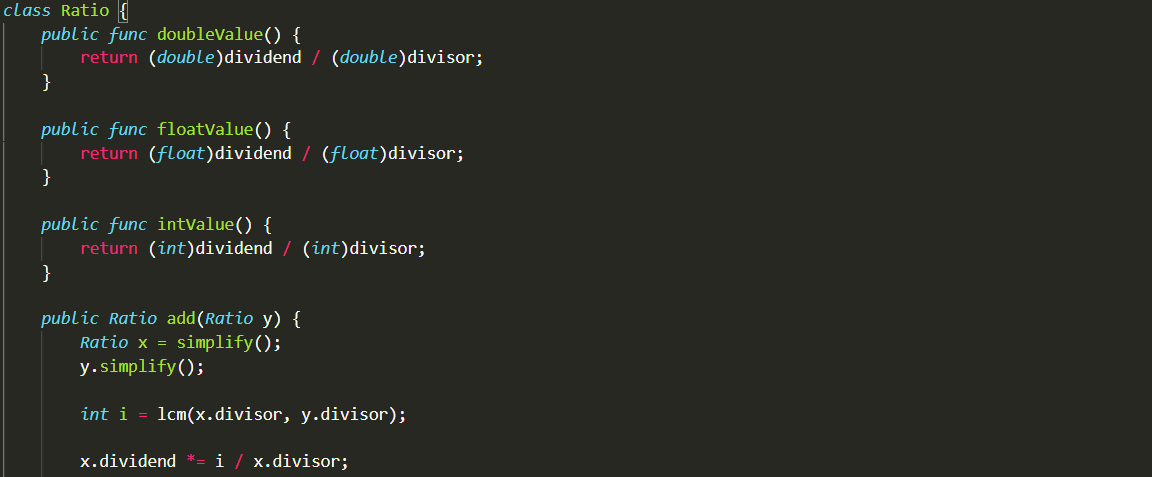 class Ratio {
public func doubleValue() {
return (double)dividend / (double)divisor;
}
public func floatValue() {
return (float)dividend / (float)divisor;
}
public func intValue() {
return (int)dividend / (int)divisor;
}
public Ratio add(Ratio y) {
Ratio x = simplify();
y.simplify();
int i = lcm(x.divisor, y.divisor);
x.dividend *= i / x.divisor;